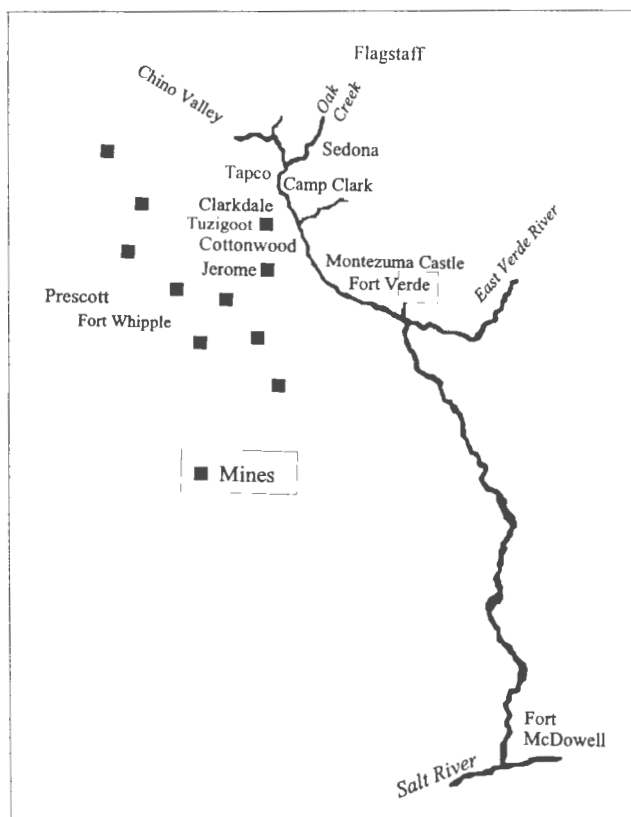 Flagstaff
Chino Valley
Oak
Creek
Sedona
Tapco
Camp Clark
Clarkdale
Tuzigoot
Cottonwood
Jerome
Montezuma Castle
Fort Verde
East Verde River
Prescott
Fort Whipple
Mines
Fort
McDowell
Salt River